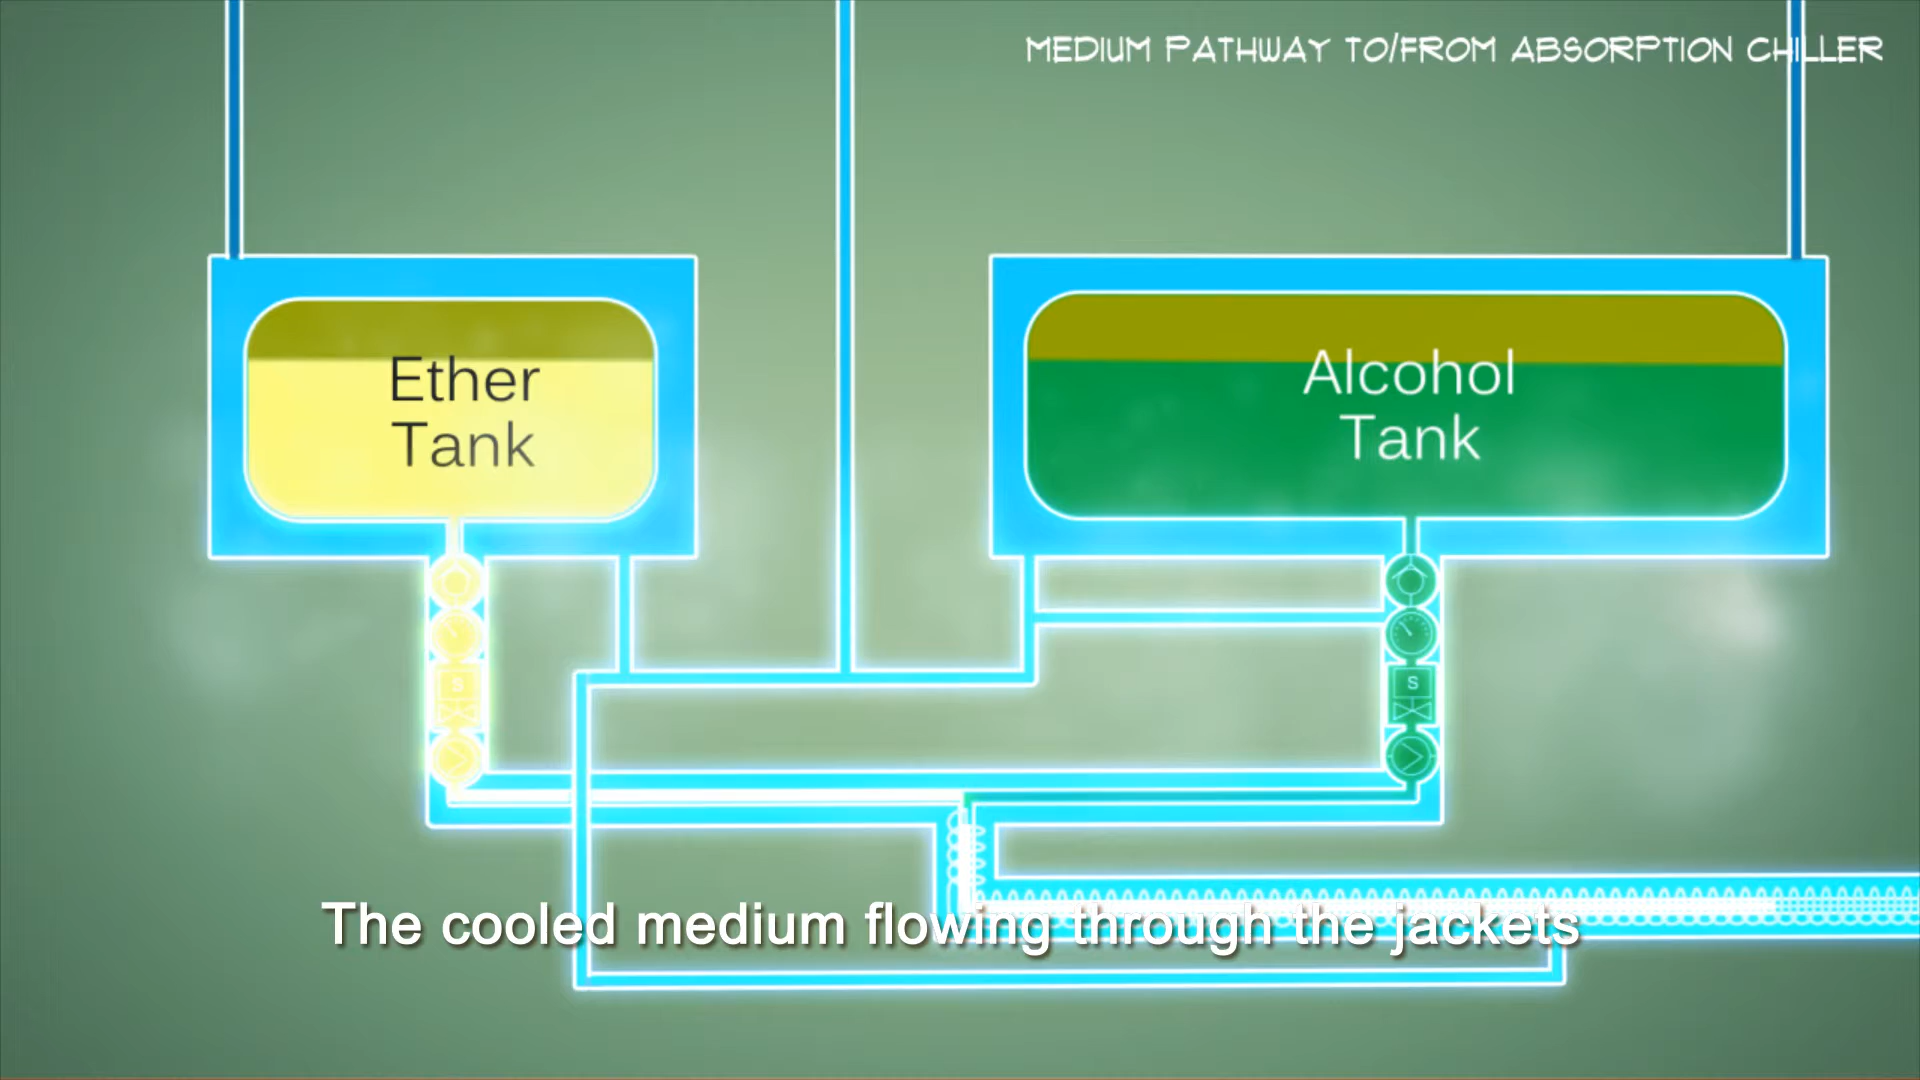 MEDIUM PATHWAY TO/FROM ABSORPTION CHILLER
Ether
Tank
Alcohol
Tank
S
S
The cooled medium flowing through the jackets